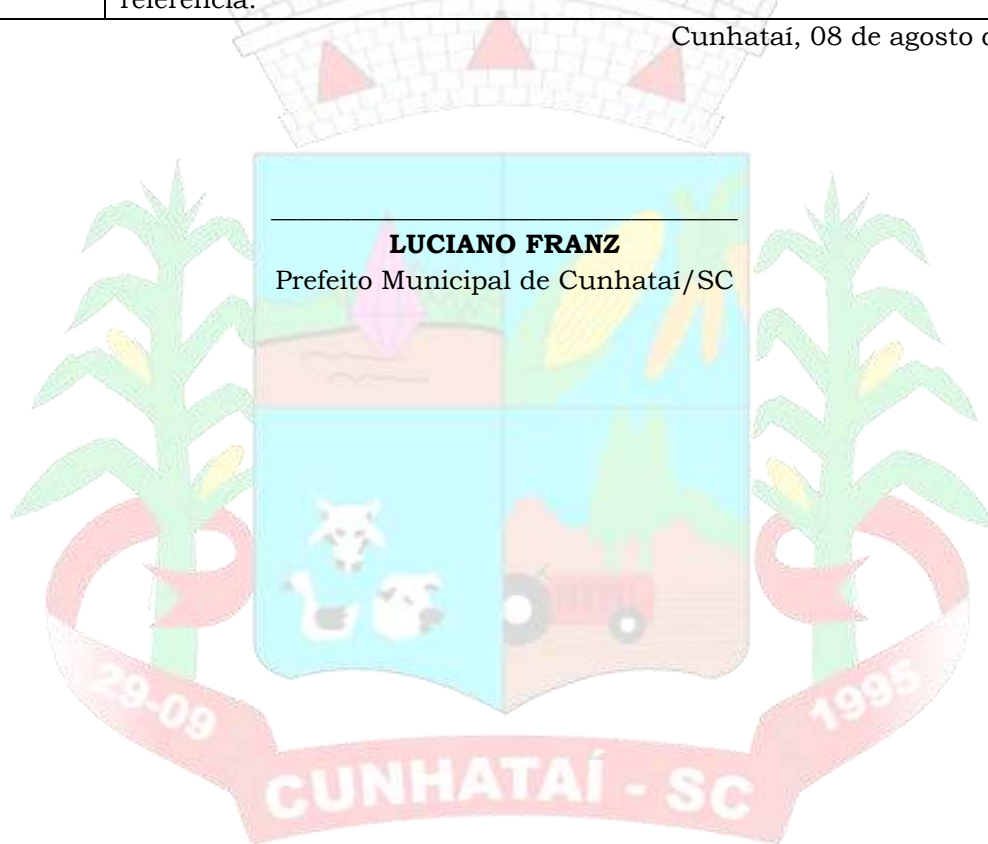 referência.
Cunhataí, 08 de agosto
LUCIANO FRANZ
Prefeito Municipal de Cunhataí/SC
29-09
1995
CUNHATAÍ - SC